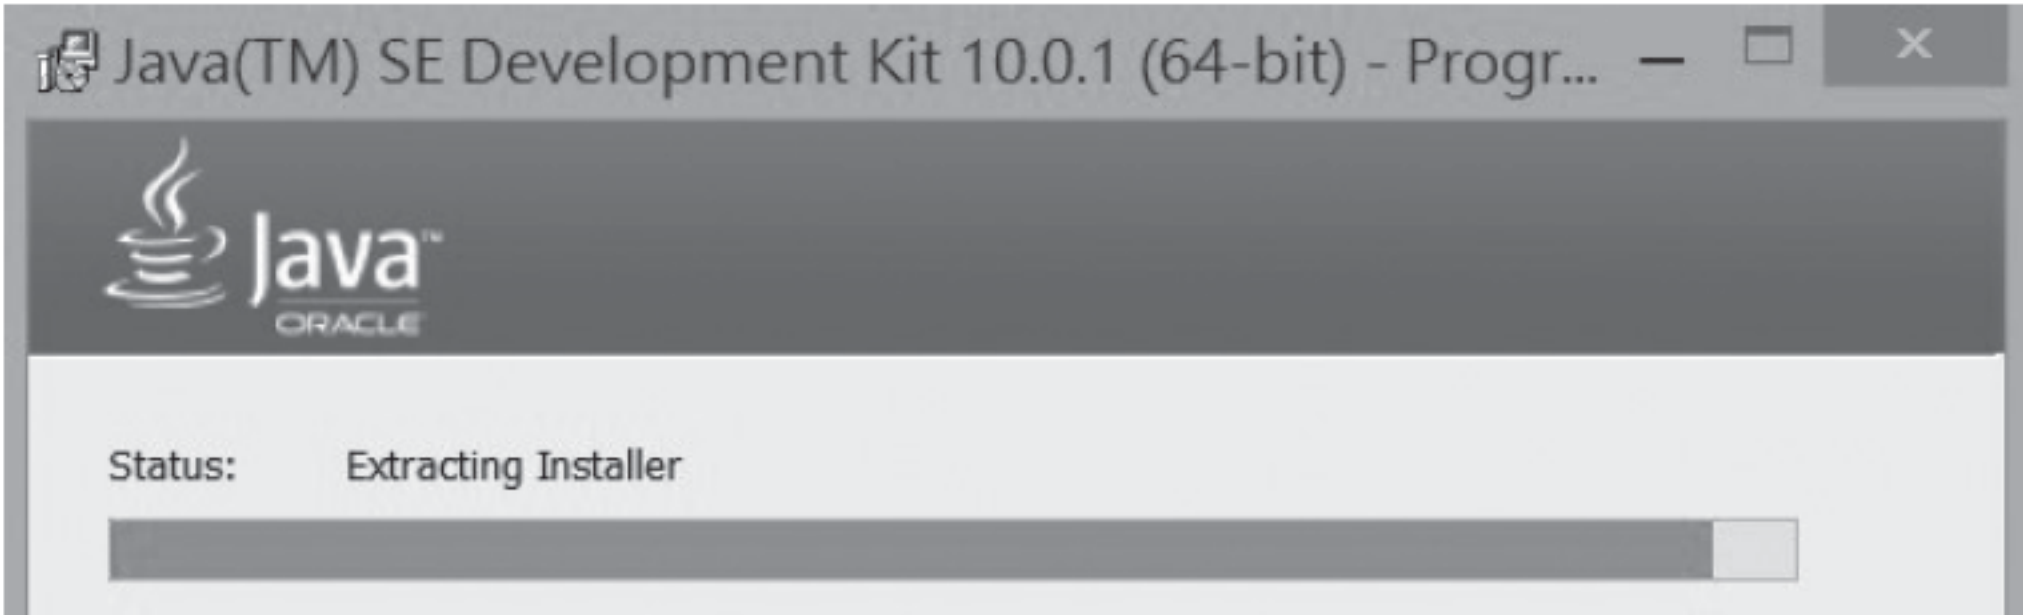 Java(TM) SE Development Kit 10.0.1 (64-bit) - Progr...
Java™
ORACLE
Status: Extracting Installer